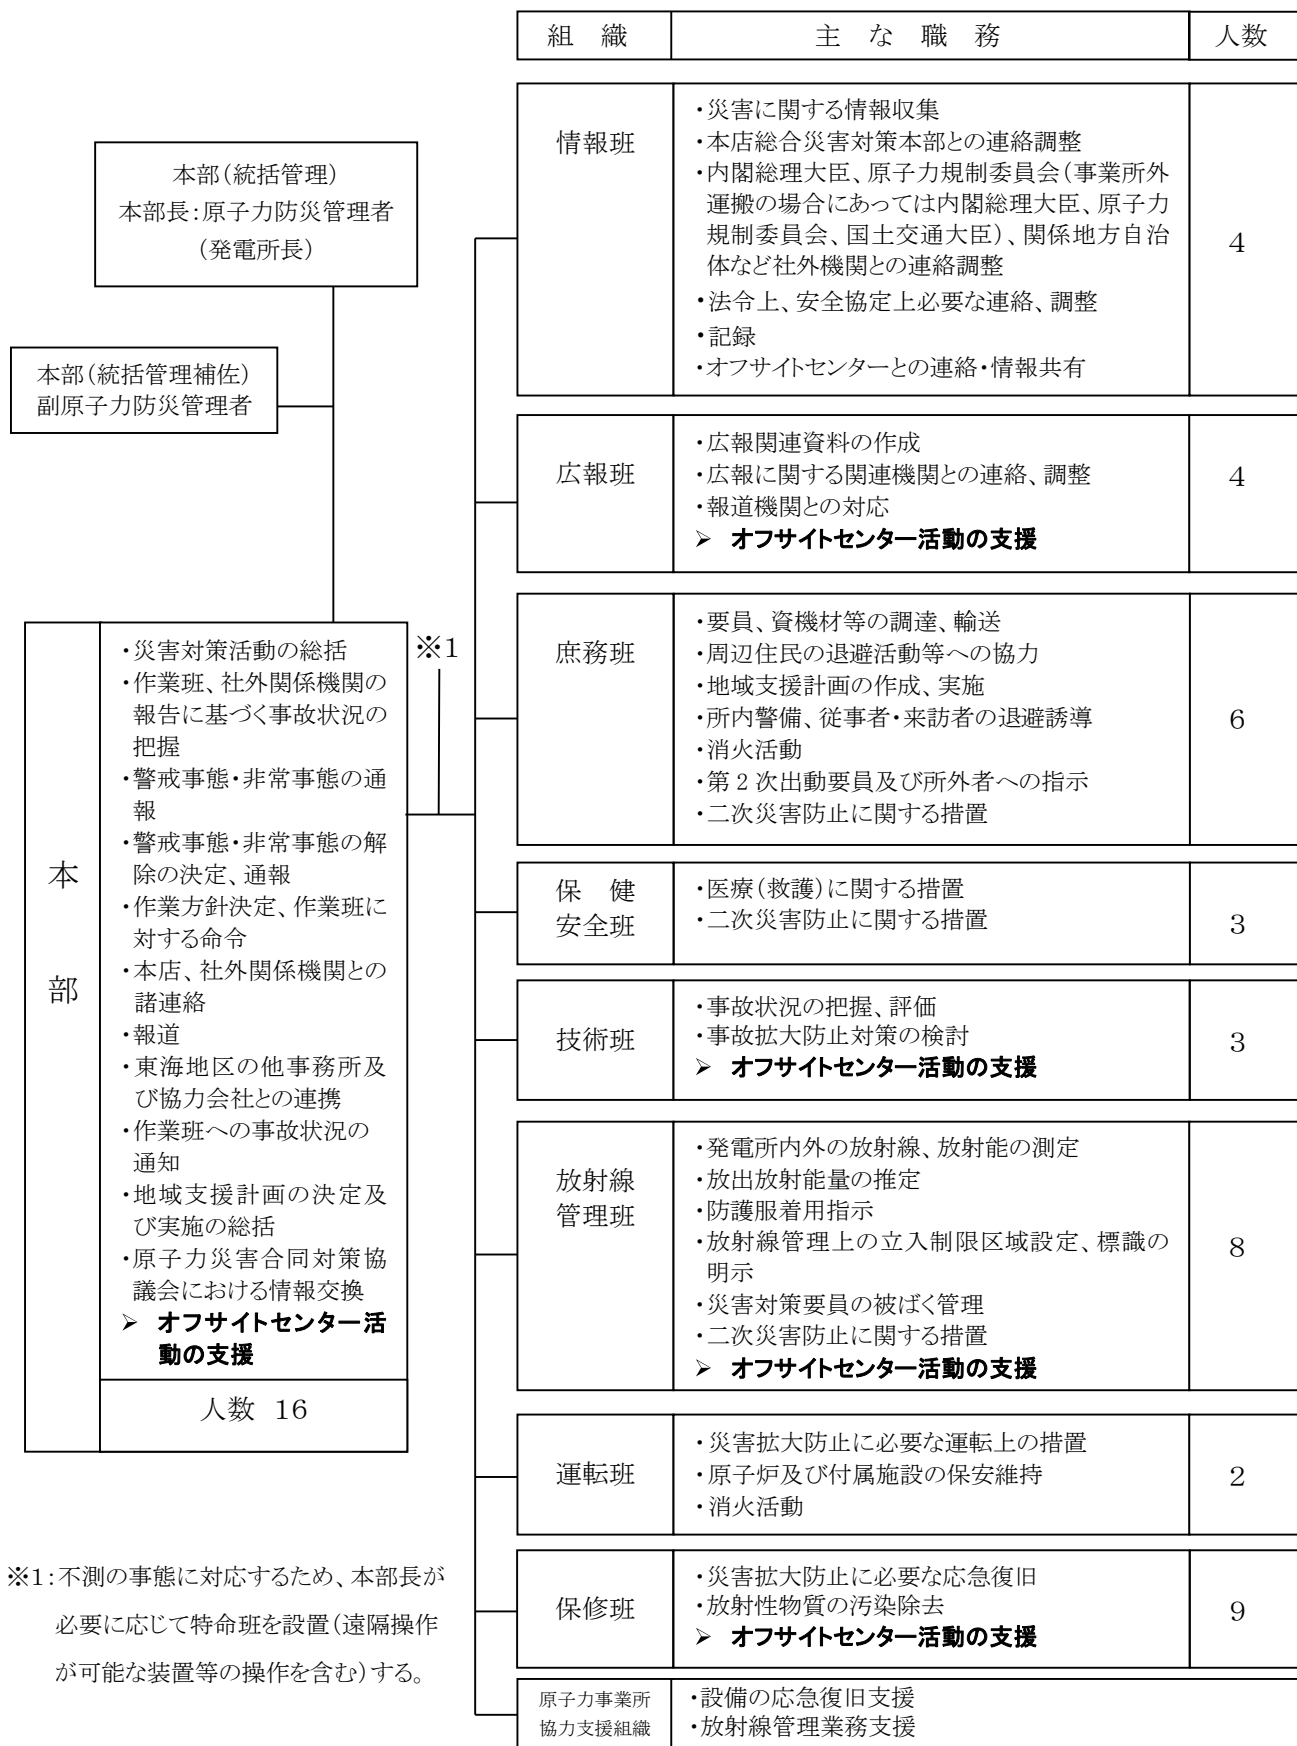 本部(統括管理)
本部長:原子力防災管理者
(発電所長)
本部(統括管理補佐)
副原子力防災管理者
本部
・災害対策活動の総括
・作業班、社外関係機関の
報告に基づく事故状況の
把握
・警戒事態・非常事態の通
報
・警戒事態・非常事態の解
除の決定、通報
・作業方針決定、作業班に
対する命令
・本店、社外関係機関との
諸連絡
・報道
・東海地区の他事務所及
び協力会社との連携
・作業班への事故状況の
通知
・地域支援計画の決定及
び実施の総括
・原子力災害合同対策協
議会における情報交換
➢ オフサイトセンター活
動の支援
人数 16
※1
組 織 主 な 職 務 人数
情報班
・災害に関する情報収集
・本店総合災害対策本部との連絡調整
・内閣総理大臣、原子力規制委員会(事業所外
運搬の場合にあっては内閣総理大臣、原子力
規制委員会、国土交通大臣)、関係地方自治
体など社外機関との連絡調整
・法令上、安全協定上必要な連絡、調整
・記録
・オフサイトセンターとの連絡・情報共有
4
広報班
・広報関連資料の作成
・広報に関する関連機関との連絡、調整
・報道機関との対応
➢ オフサイトセンター活動の支援
4
庶務班
・要員、資機材等の調達、輸送
・周辺住民の退避活動等への協力
・地域支援計画の作成、実施
・所内警備、従事者・来訪者の退避誘導
・消火活動
・第2次出動要員及び所外者への指示
・二次災害防止に関する措置
6
保 健
安全班
・医療(救護)に関する措置
・二次災害防止に関する措置
3
技術班
・事故状況の把握、評価
・事故拡大防止対策の検討
➢ オフサイトセンター活動の支援
3
放射線
管理班
・発電所内外の放射線、放射能の測定
・放出放射能量の推定
・防護服着用指示
・放射線管理上の立入制限区域設定、標識の
明示
・災害対策要員の被ばく管理
・二次災害防止に関する措置
➢ オフサイトセンター活動の支援
8
運転班
・災害拡大防止に必要な運転上の措置
・原子炉及び付属施設の保安維持
・消火活動
2
保修班
・災害拡大防止に必要な応急復旧
・放射性物質の汚染除去
➢ オフサイトセンター活動の支援
9
原子力事業所
協力支援組織
・設備の応急復旧支援
・放射線管理業務支援
※1:不測の事態に対応するため、本部長が
必要に応じて特命班を設置(遠隔操作
が可能な装置等の操作を含む)する。